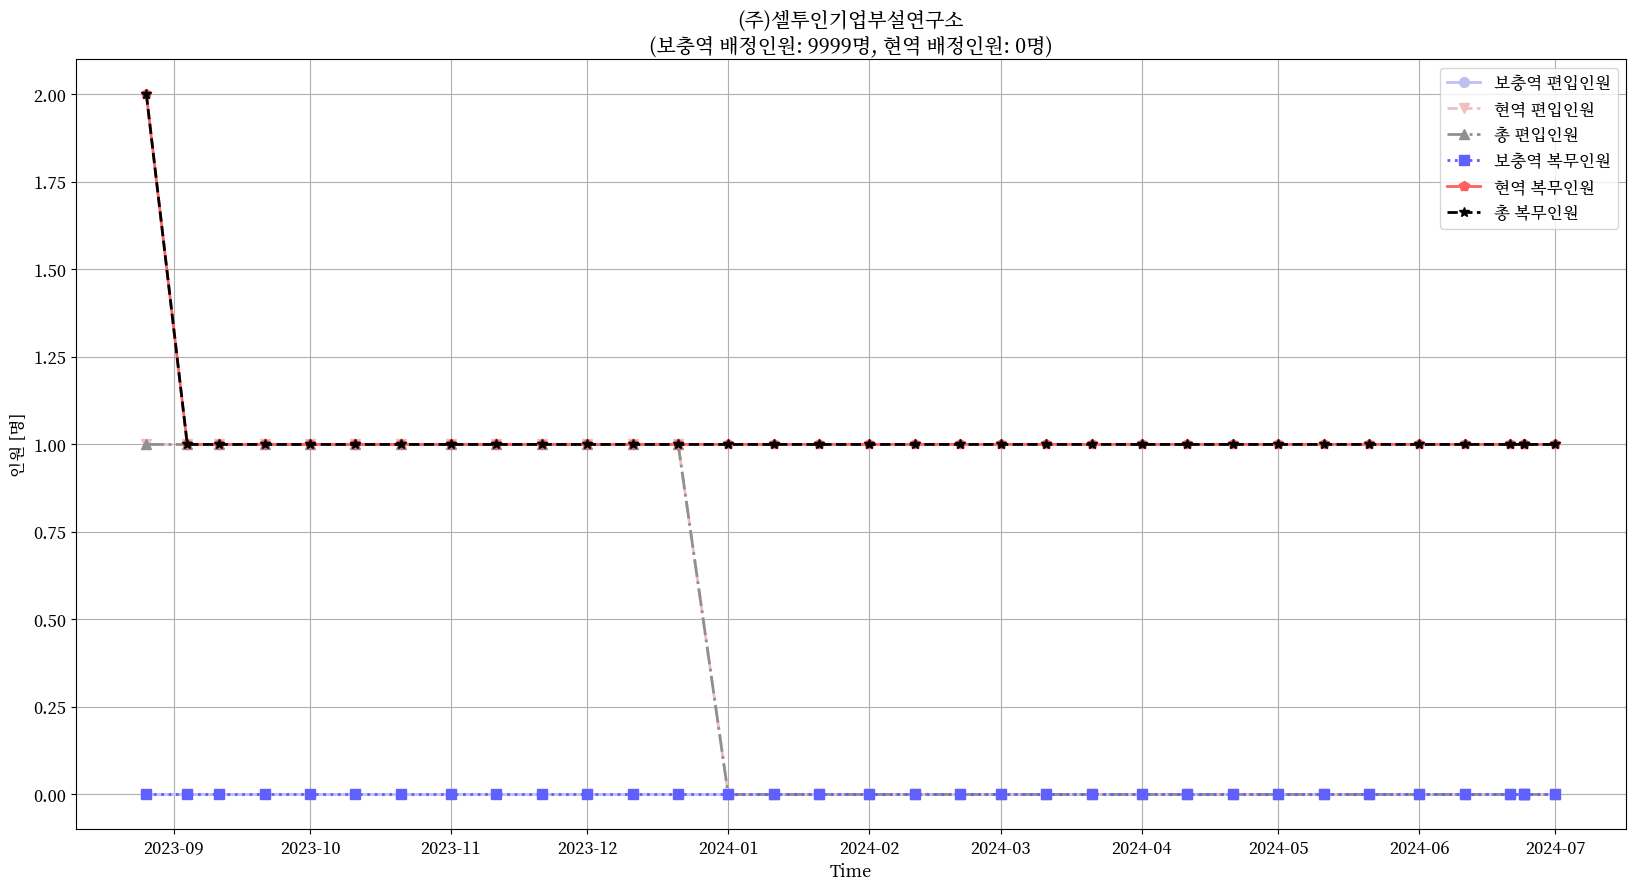 (주)셀투인기업부설연구소
(보충역 배정인원: 9999명, 현역 배정인원: 0명)
보충역 편입인원
현역 편입인원
총 편입인원
보충역 복무인원
현역 복무인원
총 복무인원
인원 [명]
2.00
1.75
1.50
1.25
1.00
0.75
0.50
0.25
0.00
2023-09 2023-10 2023-11 2023-12 2024-01 2024-02 2024-03 2024-04 2024-05 2024-06 2024-07
Time